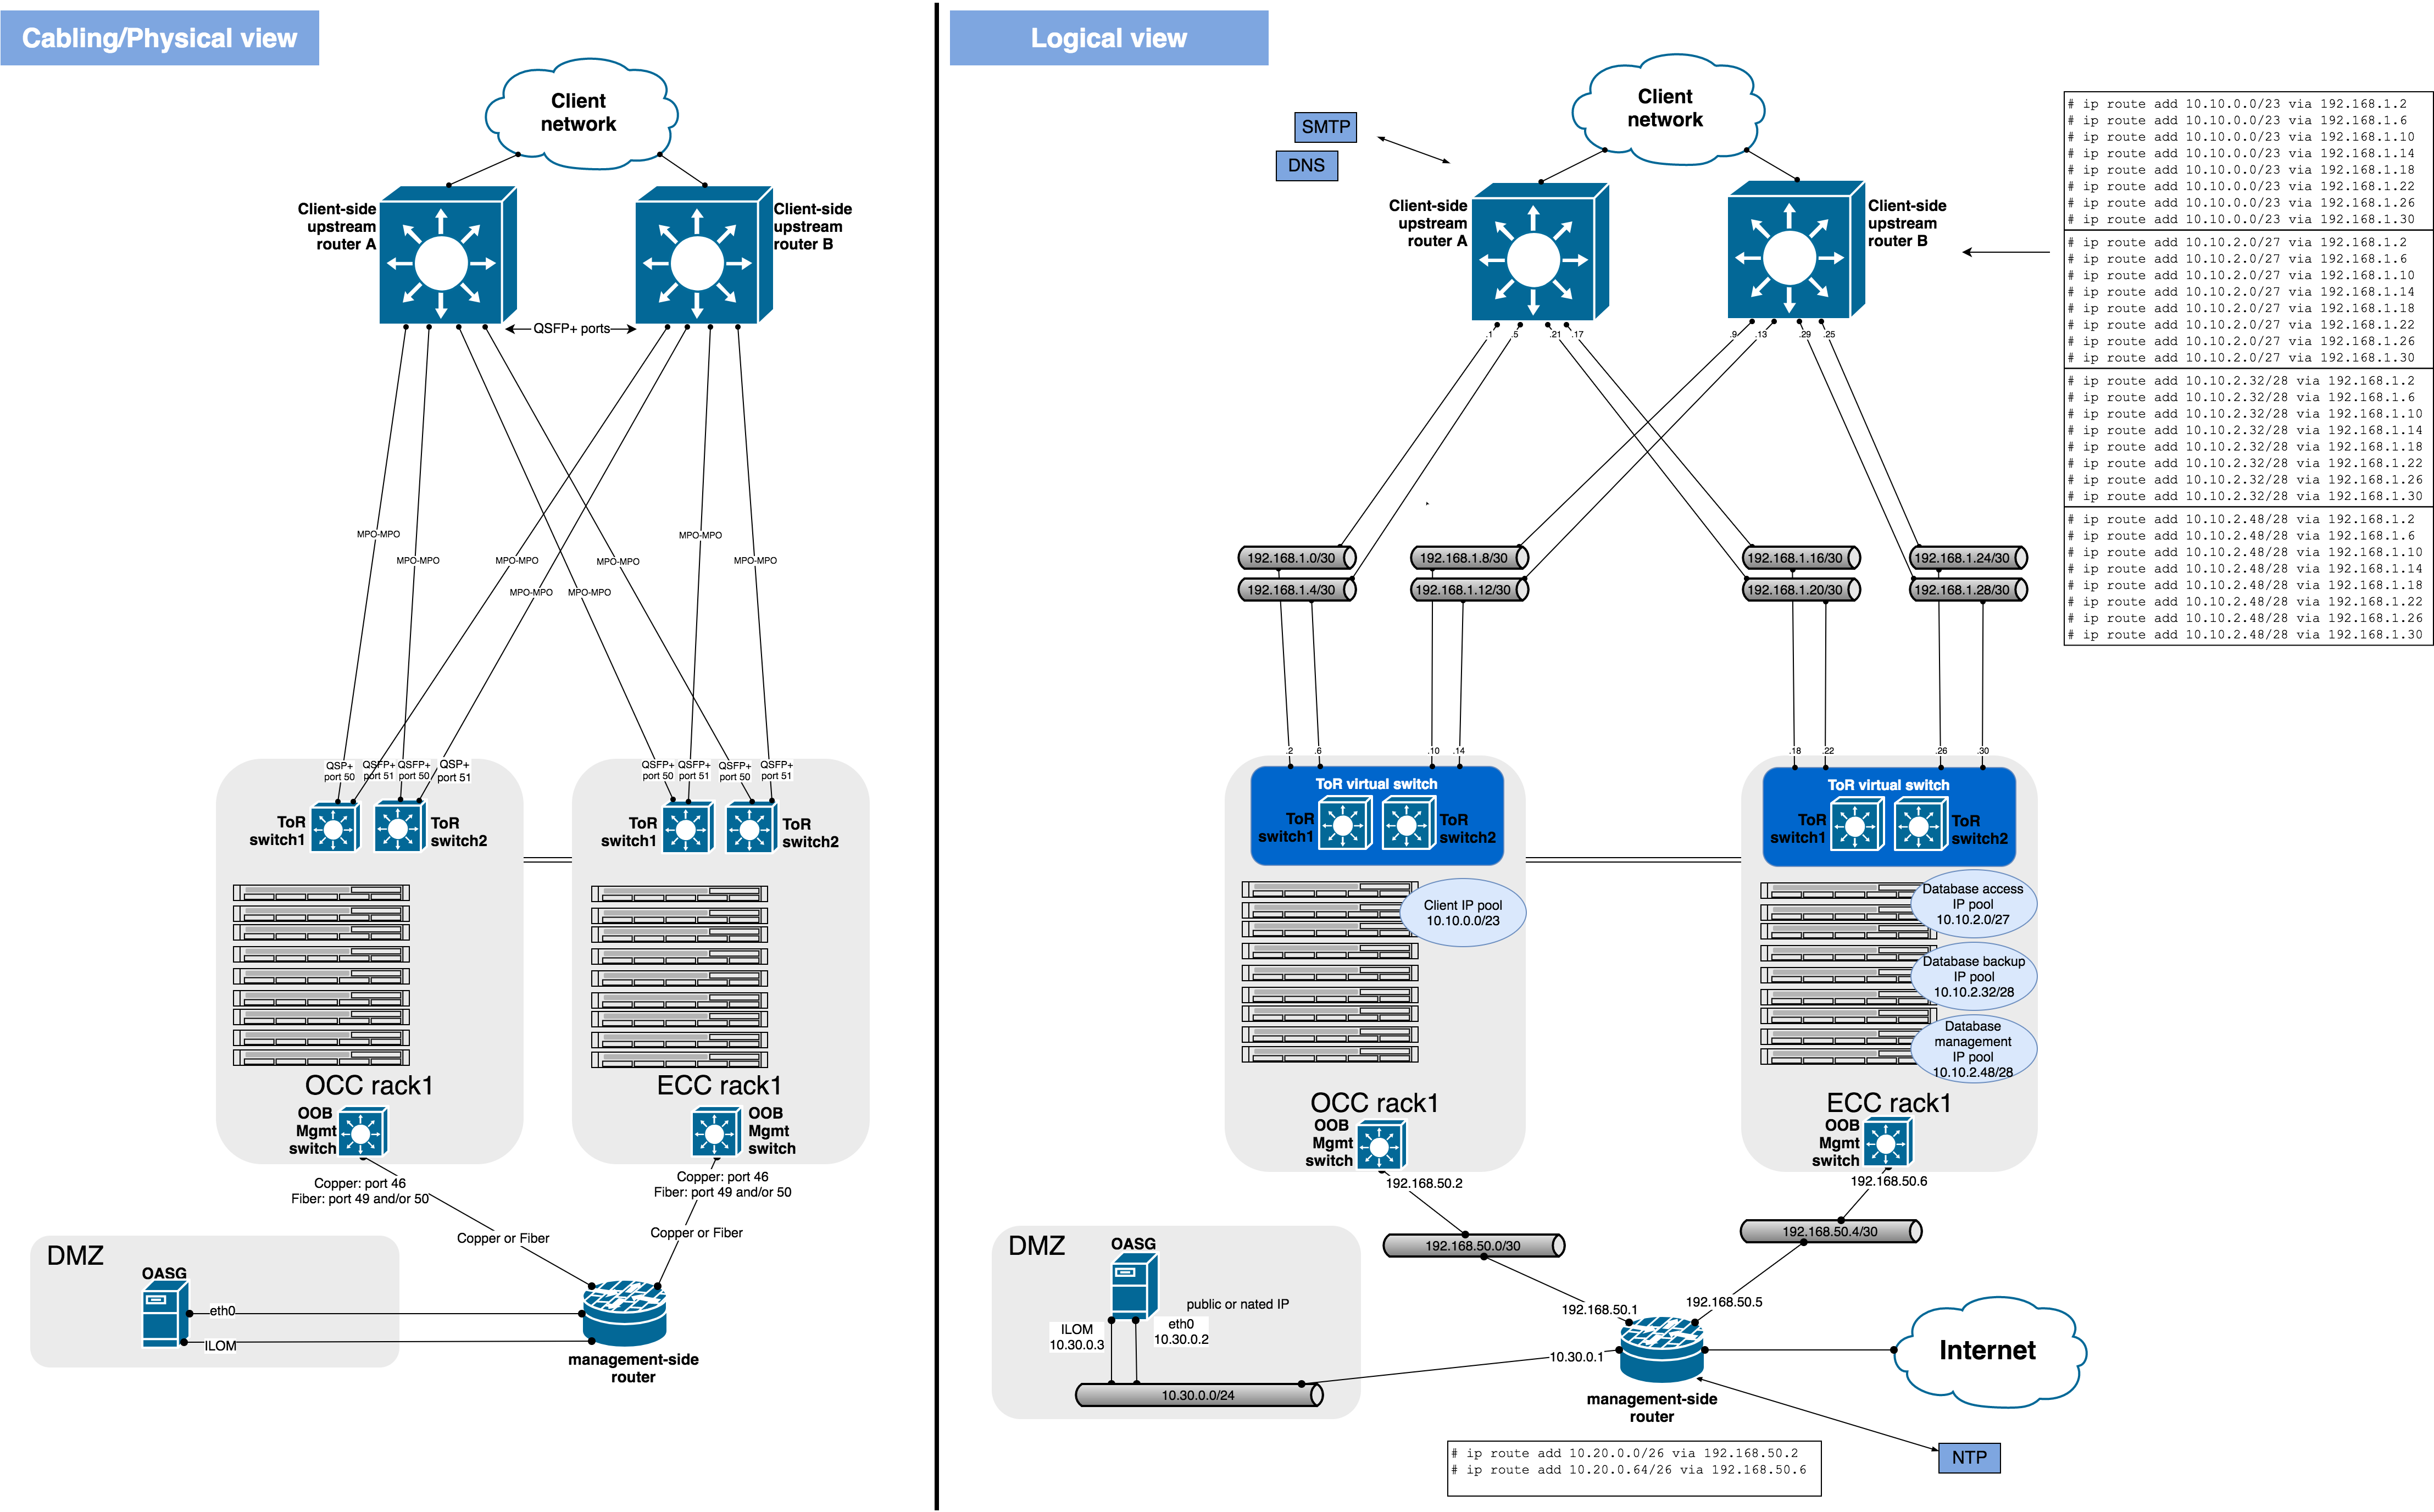 Cabling/Physical view
Client
network
Client-side
upstream
router A
Client-side
upstream
router B
QSFP+ ports
MPO-MPO
MPO-MPO
MPO-MPO
MPO-MPO
MPO-MPO
MPO-MPO
MPO-MPO
MPO-MPO
QSP+
port 50
QSFP+
port 51
QSFP+
port 50
QSP+
port 51
QSFP+
port 50
QSFP+
port 51
QSFP+
port 50
QSFP+
port 51
ToR
switch1
ToR
switch2
ToR
switch1
ToR
switch2
OCC rack1
ECC rack1
OOB
Mgmt
switch
OOB
Mgmt
switch
Copper: port 46
Fiber: port 49 and/or 50
Copper: port 46
Fiber: port 49 and/or 50
Copper or Fiber
Copper or Fiber
DMZ
OASG
eth0
ILOM
management-side
router
Logical view
Client
network
SMTP
DNS
Client-side
upstream
router A
Client-side
upstream
router B
# ip route add 10.10.0.0/23 via 192.168.1.2
# ip route add 10.10.0.0/23 via 192.168.1.6
# ip route add 10.10.0.0/23 via 192.168.1.10
# ip route add 10.10.0.0/23 via 192.168.1.14
# ip route add 10.10.0.0/23 via 192.168.1.18
# ip route add 10.10.0.0/23 via 192.168.1.22
# ip route add 10.10.0.0/23 via 192.168.1.26
# ip route add 10.10.0.0/23 via 192.168.1.30
# ip route add 10.10.2.0/27 via 192.168.1.2
# ip route add 10.10.2.0/27 via 192.168.1.6
# ip route add 10.10.2.0/27 via 192.168.1.10
# ip route add 10.10.2.0/27 via 192.168.1.14
# ip route add 10.10.2.0/27 via 192.168.1.18
# ip route add 10.10.2.0/27 via 192.168.1.22
# ip route add 10.10.2.0/27 via 192.168.1.26
# ip route add 10.10.2.0/27 via 192.168.1.30
# ip route add 10.10.2.32/28 via 192.168.1.2
# ip route add 10.10.2.32/28 via 192.168.1.6
# ip route add 10.10.2.32/28 via 192.168.1.10
# ip route add 10.10.2.32/28 via 192.168.1.14
# ip route add 10.10.2.32/28 via 192.168.1.18
# ip route add 10.10.2.32/28 via 192.168.1.22
# ip route add 10.10.2.32/28 via 192.168.1.26
# ip route add 10.10.2.32/28 via 192.168.1.30
# ip route add 10.10.2.48/28 via 192.168.1.2
# ip route add 10.10.2.48/28 via 192.168.1.6
# ip route add 10.10.2.48/28 via 192.168.1.10
# ip route add 10.10.2.48/28 via 192.168.1.14
# ip route add 10.10.2.48/28 via 192.168.1.18
# ip route add 10.10.2.48/28 via 192.168.1.22
# ip route add 10.10.2.48/28 via 192.168.1.26
# ip route add 10.10.2.48/28 via 192.168.1.30
.1
.5
.21
.17
.9
.13
.29
.25
192.168.1.0/30
192.168.1.8/30
192.168.1.16/30
192.168.1.24/30
192.168.1.4/30
192.168.1.12/30
192.168.1.20/30
192.168.1.28/30
.2
.6
.10
.14
.18
.22
.26
.30
ToR virtual switch
ToR
switch1
ToR
switch2
ToR virtual switch
ToR
switch1
ToR
switch2
Client IP pool
10.10.0.0/23
Database access
IP pool
10.10.2.0/27
Database backup
IP pool
10.10.2.32/28
Database
management
IP pool
10.10.2.48/28
OCC rack1
ECC rack1
OOB
Mgmt
switch
OOB
Mgmt
switch
192.168.50.2
192.168.50.6
192.168.50.0/30
192.168.50.4/30
192.168.50.1
192.168.50.5
DMZ
OASG
public or nated IP
ILOM
10.30.0.3
eth0
10.30.0.2
10.30.0.1
10.30.0.0/24
Internet
management-side
router
# ip route add 10.20.0.0/26 via 192.168.50.2
# ip route add 10.20.0.64/26 via 192.168.50.6
NTP